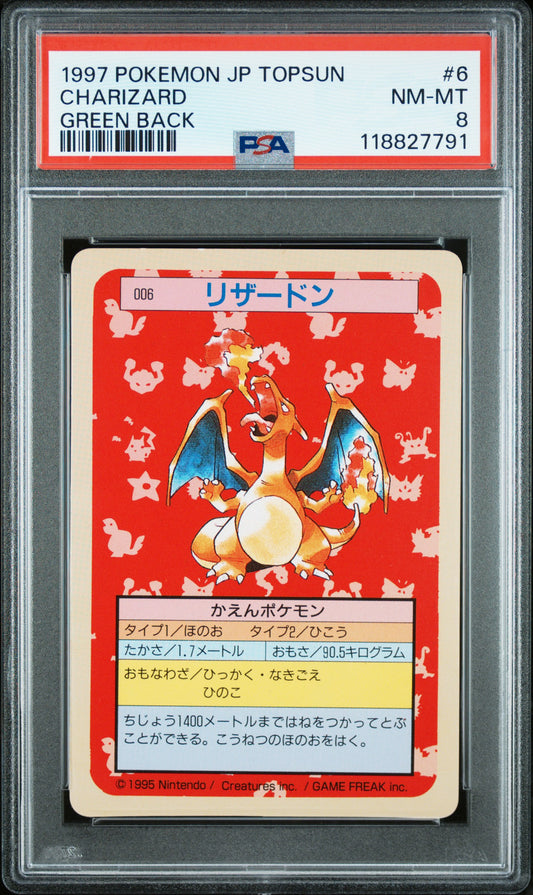 1997 POKEMON JP TOPSUN #6
CHARIZARD NM-MT
GREEN BACK 8
PSA 118827791
006 リザードン
かえんポケモン
タイプ1/ほのお タイプ2/ひこう
たかさ/1.7メートル おもさ/90.5キログラム
おもなわざ/ひっかく・なきごえ
ひのこ
ちじょう1400メートルまではねをつかってとぶ
ことができる。こうねつのほのおをはく。
©1995 Nintendo / Creatures inc. / GAME FREAK inc.